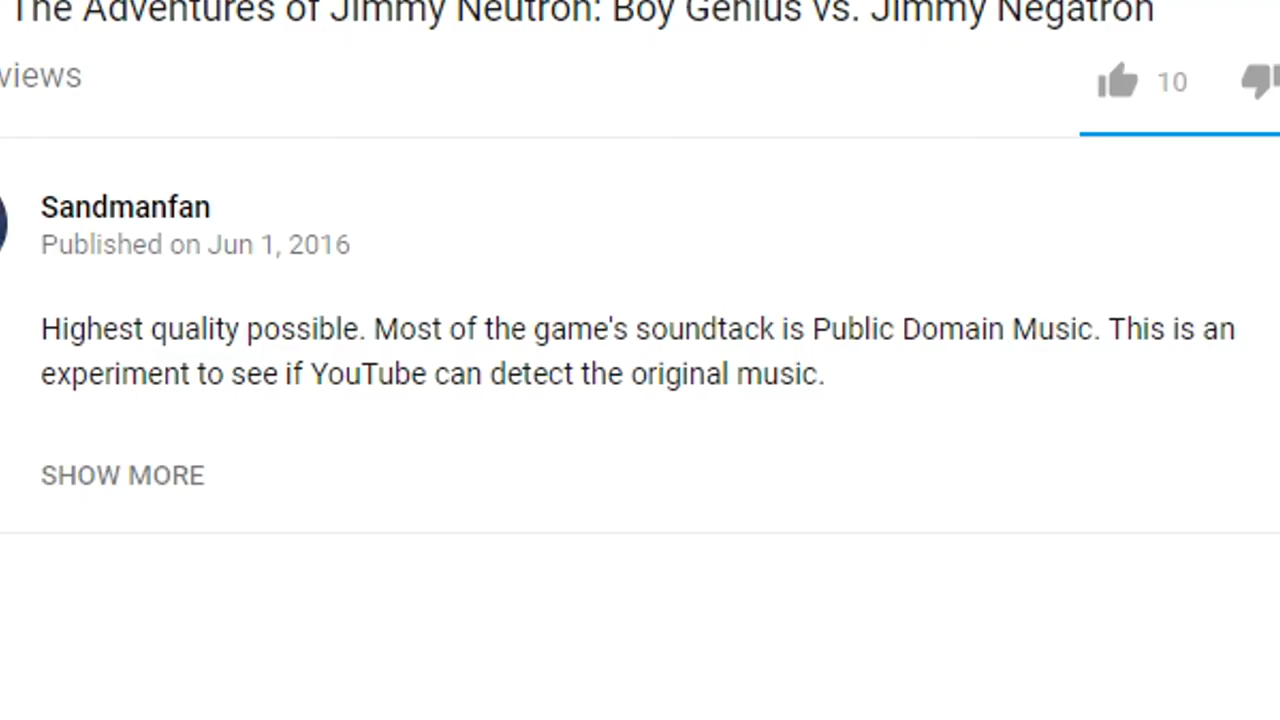 The Adventures of Jimmy Neutron: Boy Genius vs. Jimmy Negatron
views
10
Sandmanfan
Published on Jun 1, 2016
Highest quality possible. Most of the game's soundtack is Public Domain Music. This is an
experiment to see if YouTube can detect the original music.
SHOW MORE